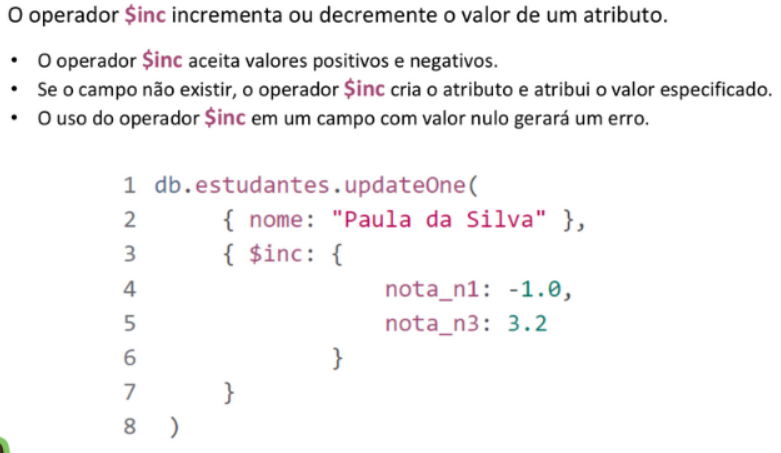 O operador $inc incrementa ou decremente o valor de um atributo.
• O operador $inc aceita valores positivos e negativos.
• Se o campo não existir, o operador $inc cria o atributo e atribui o valor especificado.
• O uso do operador $inc em um campo com valor nulo gerará um erro.
1 db.estudantes.updateOne(
2 { nome: "Paula da Silva" },
3 { $inc: {
4 nota_n1: -1.0,
5 nota_n3: 3.2
6 }
7 }
8 )